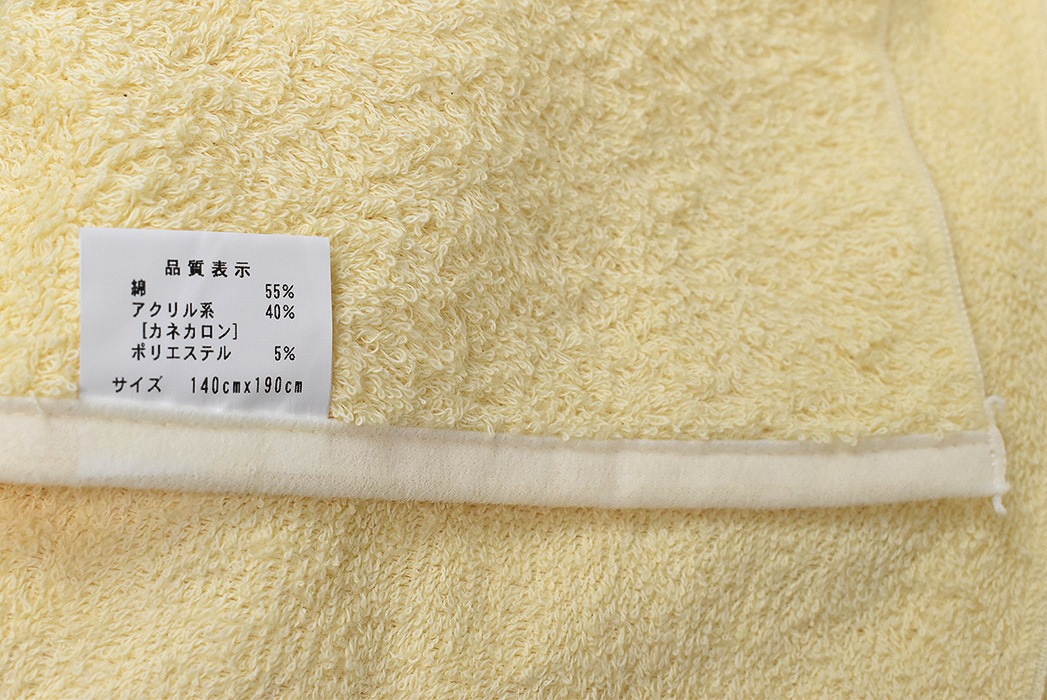 品質表示
綿 55%
アクリル系 40%
[カネカロン]
ポリエステル 5%
サイズ 140cmx190cm